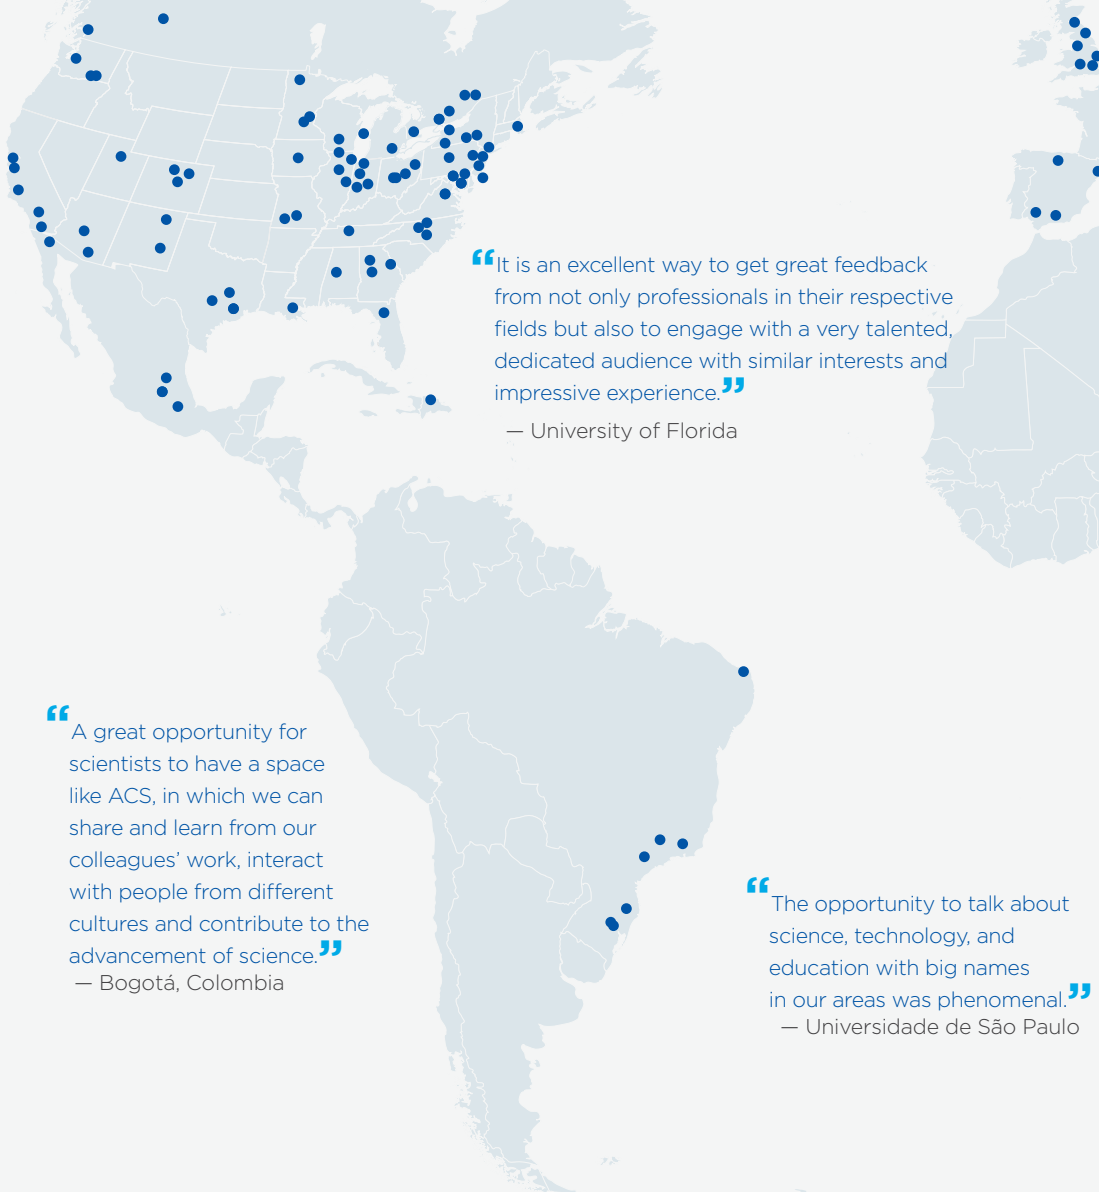 “It is an excellent way to get great feedback
from not only professionals in their respective
fields but also to engage with a very talented,
dedicated audience with similar interests and
impressive experience.”
— University of Florida
“A great opportunity for
scientists to have a space
like ACS, in which we can
share and learn from our
colleagues’ work, interact
with people from different
cultures and contribute to the
advancement of science.”
— Bogotá, Colombia
“The opportunity to talk about
science, technology, and
education with big names
in our areas was phenomenal.”
— Universidade de São Paulo